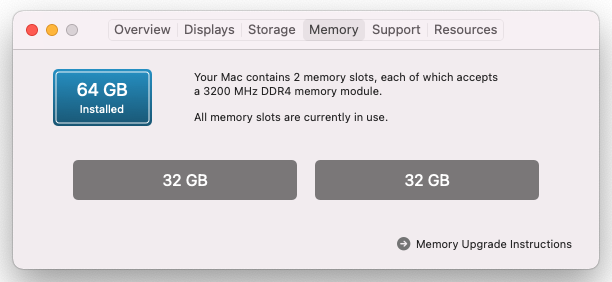 Overview Displays Storage Memory Support Resources
64 GB
Installed
Your Mac contains 2 memory slots, each of which accepts
a 3200 MHz DDR4 memory module.
All memory slots are currently in use.
32 GB 32 GB
Memory Upgrade Instructions